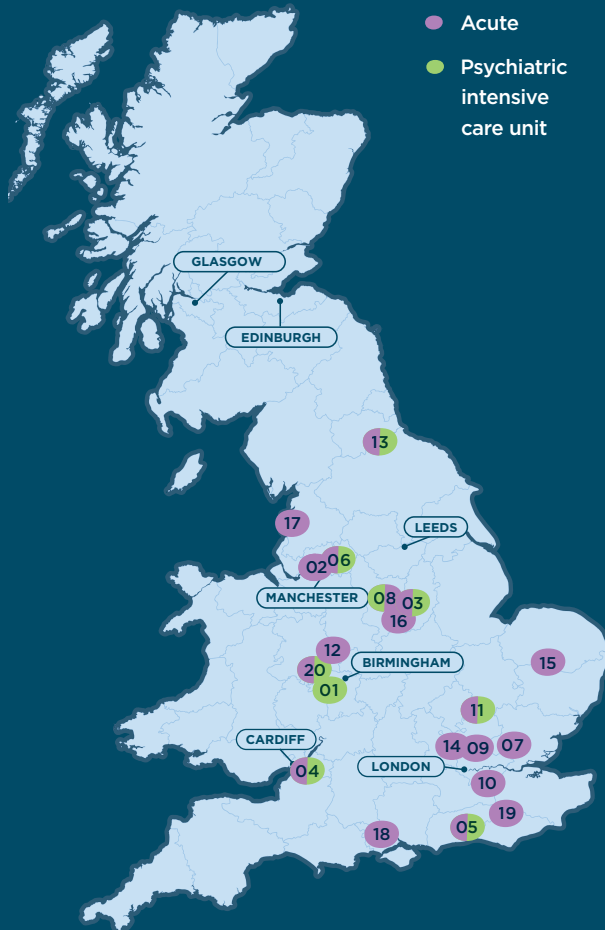 Acute
Psychiatric
intensive
care unit
GLASGOW
EDINBURGH
13
17
LEEDS
02
06
MANCHESTER
08
03
16
12
15
BIRMINGHAM
20
01
11
CARDIFF
14
09
07
04
LONDON
10
19
18
05